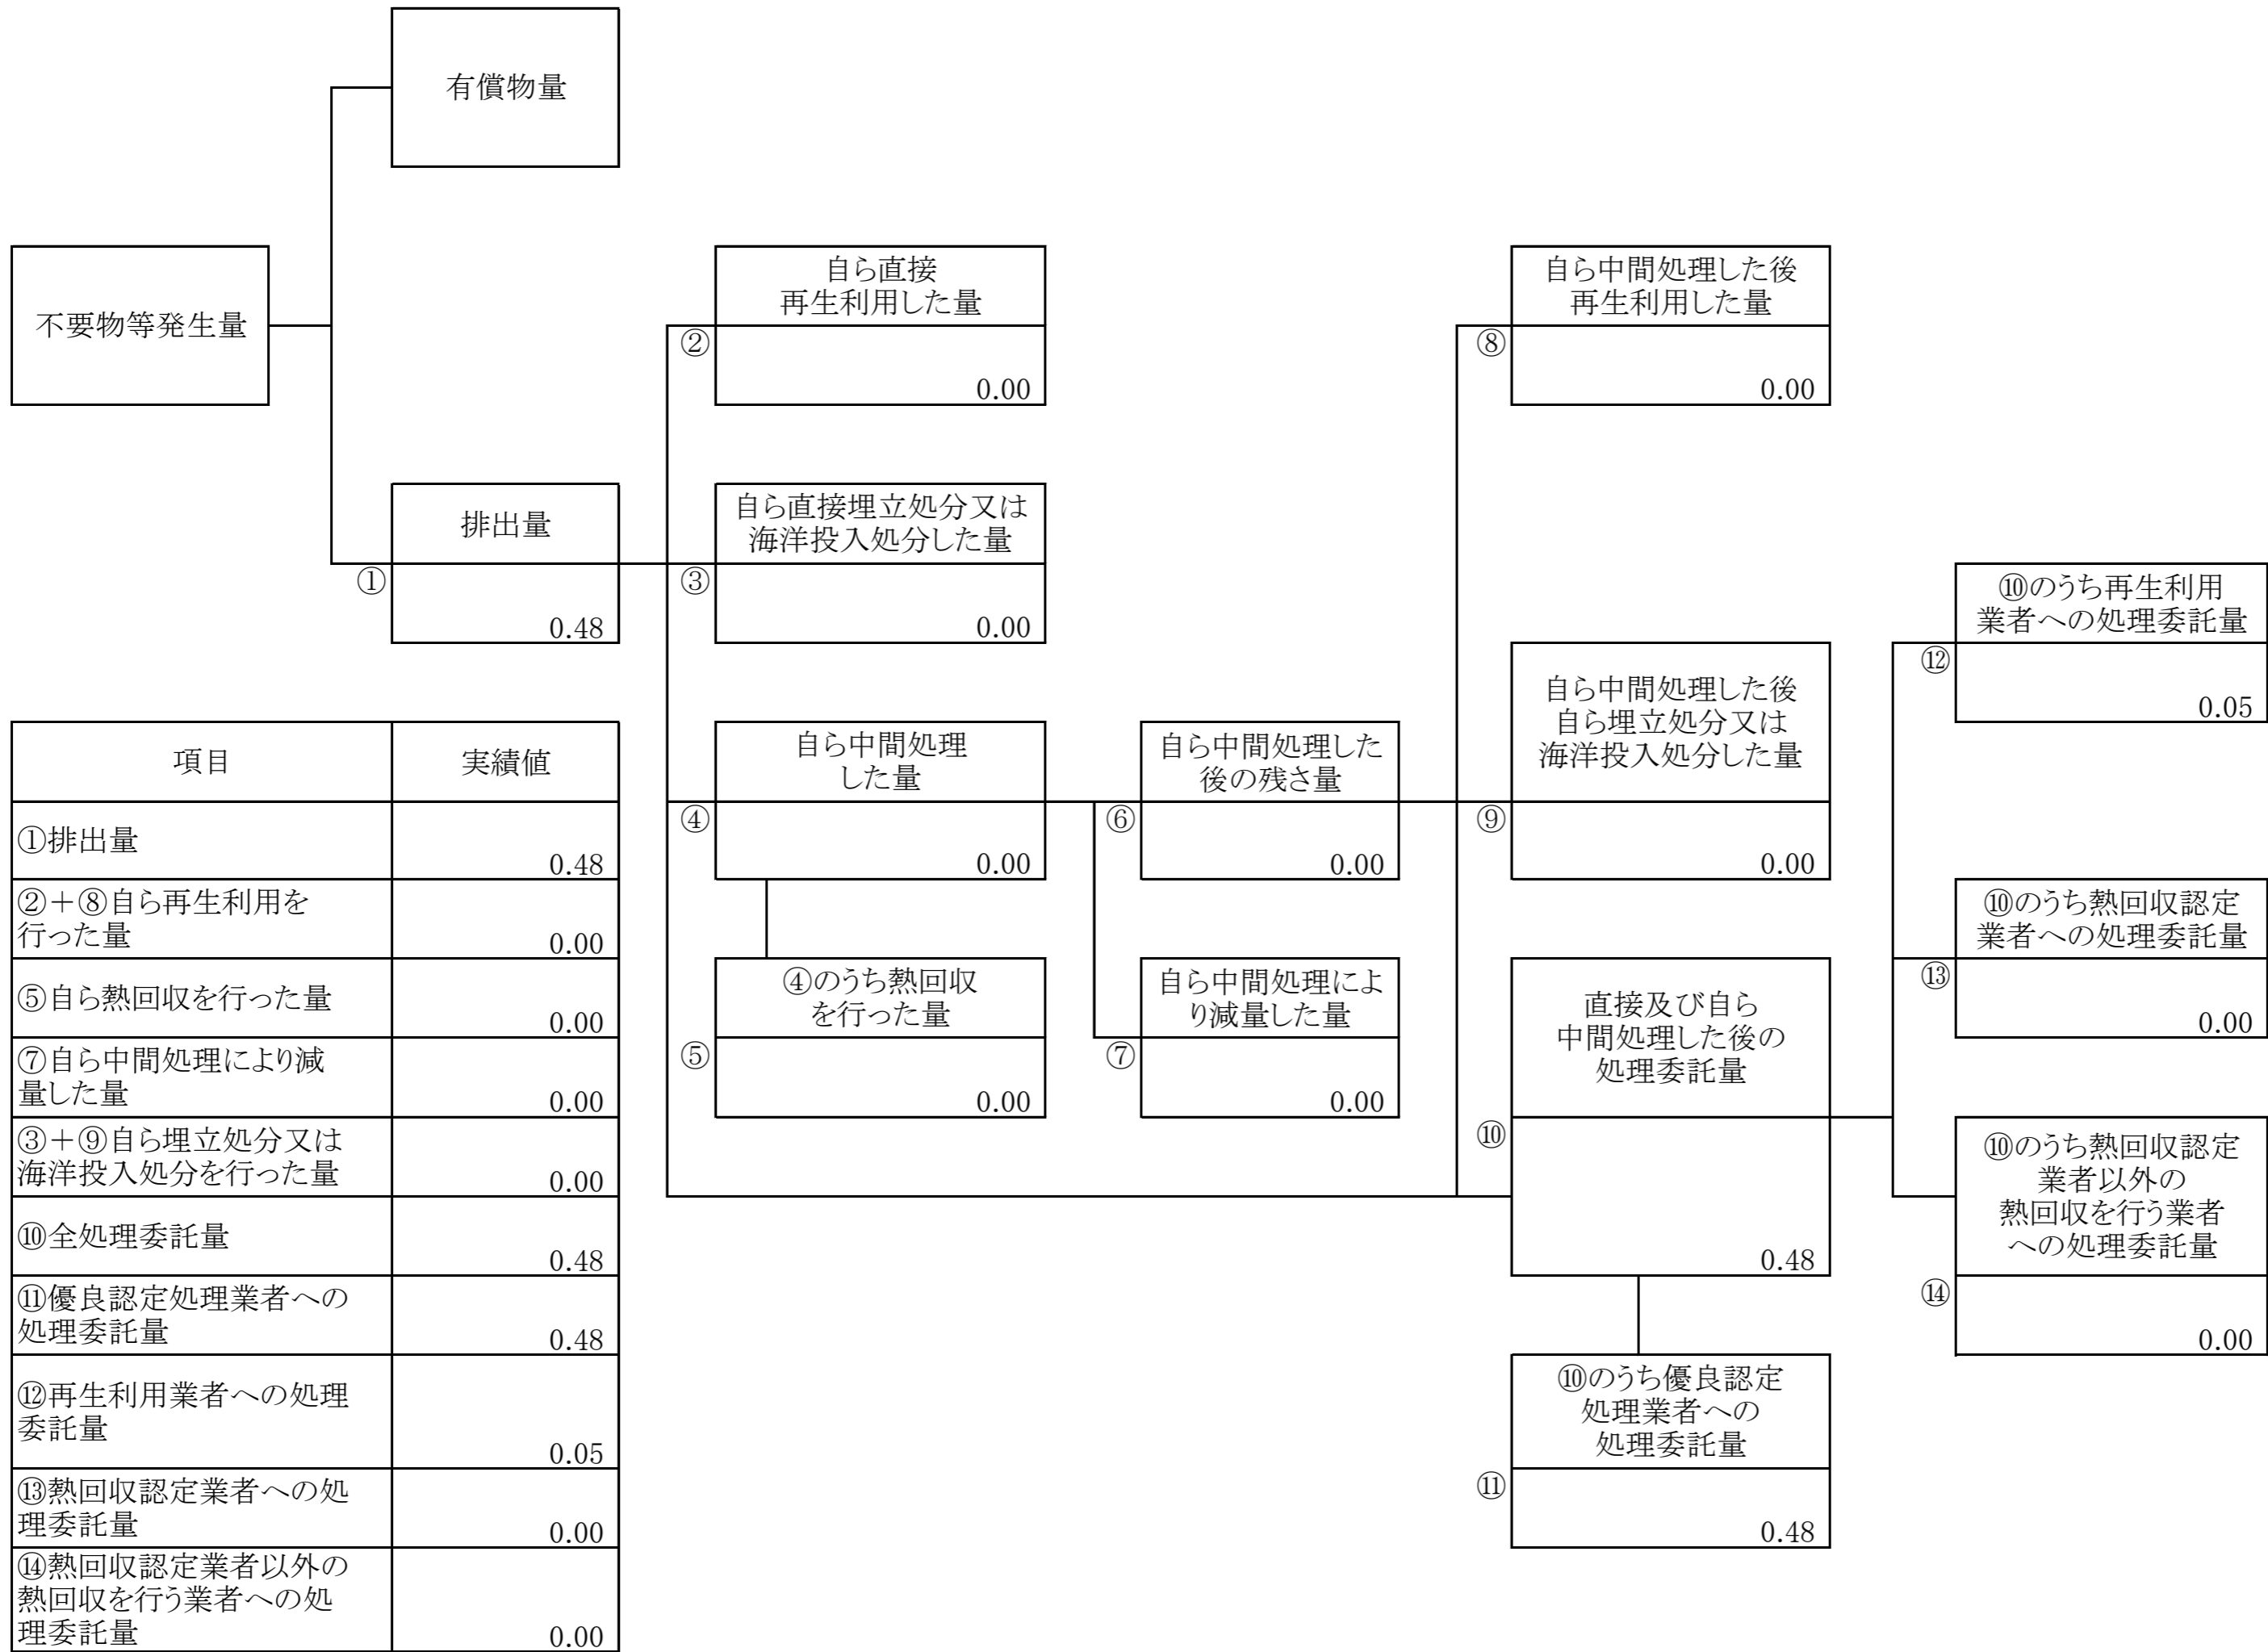 有償物量
不要物等発生量
自ら直接
再生利用した量
②
0.00
自ら中間処理した後
再生利用した量
⑧
0.00
排出量
①
0.48
自ら直接埋立処分又は
海洋投入処分した量
③
0.00
⑩のうち再生利用
業者への処理委託量
⑫
0.05
自ら中間処理
した量
④
0.00
自ら中間処理した
後の残さ量
⑥
0.00
自ら中間処理した後
自ら埋立処分又は
海洋投入処分した量
⑨
0.00
⑩のうち熱回収認定
業者への処理委託量
⑬
0.00
④のうち熱回収
を行った量
⑤
0.00
自ら中間処理によ
り減量した量
⑦
0.00
直接及び自ら
中間処理した後の
処理委託量
⑩
0.48
⑩のうち熱回収認定
業者以外の
熱回収を行う業者
への処理委託量
⑭
0.00
⑩のうち優良認定
処理業者への
処理委託量
⑪
0.48
項目 実績値
①排出量
0.48
②＋⑧自ら再生利用を
行った量
0.00
⑤自ら熱回収を行った量
0.00
⑦自ら中間処理により減
量した量
0.00
③＋⑨自ら埋立処分又は
海洋投入処分を行った量
0.00
⑩全処理委託量
0.48
⑪優良認定処理業者への
処理委託量
0.48
⑫再生利用業者への処理
委託量
0.05
⑬熱回収認定業者への処
理委託量
0.00
⑭熱回収認定業者以外の
熱回収を行う業者への処
理委託量
0.00